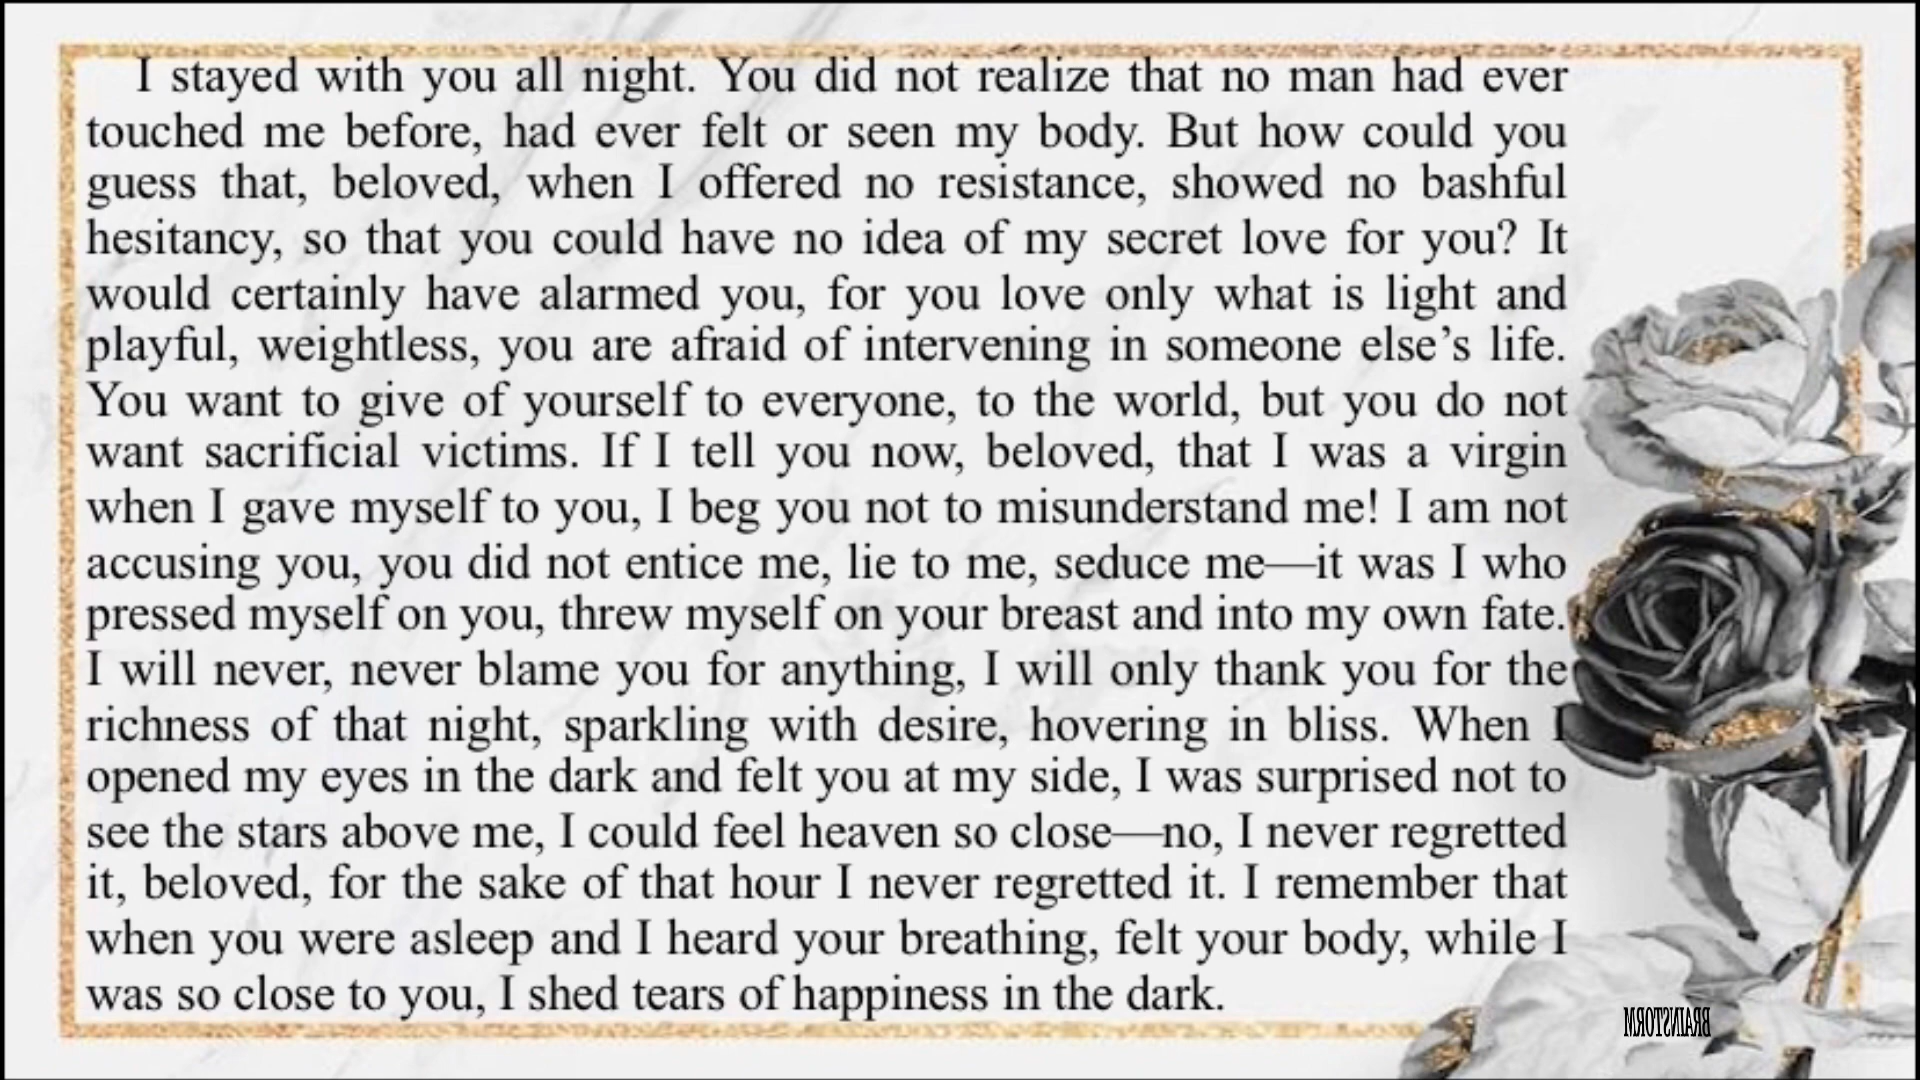 I stayed with you all night. You did not realize that no man had ever
touched me before, had ever felt or seen my body. But how could you
guess that, beloved, when I offered no resistance, showed no bashful
hesitancy, so that you could have no idea of my secret love for you? It
would certainly have alarmed you, for you love only what is light and
playful, weightless, you are afraid of intervening in someone else’s life.
You want to give of yourself to everyone, to the world, but you do not
want sacrificial victims. If I tell you now, beloved, that I was a virgin
when I gave myself to you, I beg you not to misunderstand me! I am not
accusing you, you did not entice me, lie to me, seduce me—it was I who
pressed myself on you, threw myself on your breast and into my own fate.
I will never, never blame you for anything, I will only thank you for the
richness of that night, sparkling with desire, hovering in bliss. When I
opened my eyes in the dark and felt you at my side, I was surprised not to
see the stars above me, I could feel heaven so close—no, I never regretted
it, beloved, for the sake of that hour I never regretted it. I remember that
when you were asleep and I heard your breathing, felt your body, while I
was so close to you, I shed tears of happiness in the dark.
BRAINSTORM